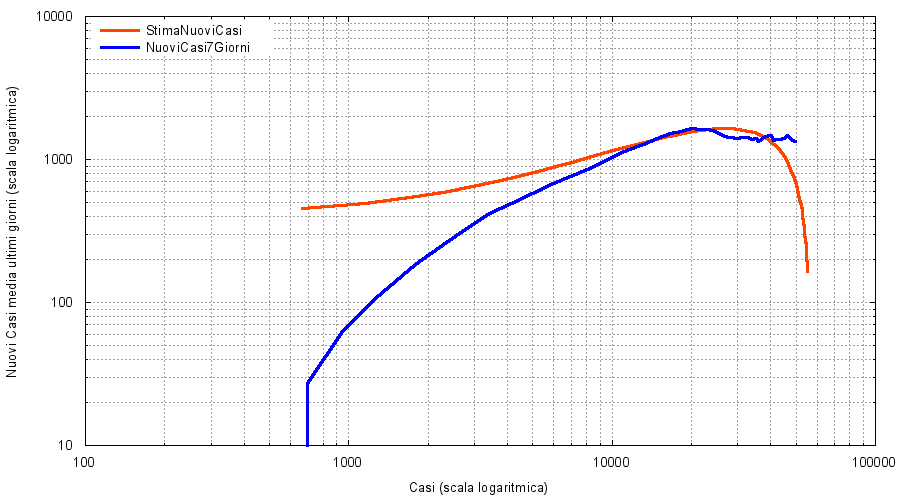 10000
StimaNuoviCasi
NuoviCasi7Giorni
1000
100
10
Nuovi Casi media ultimi giorni (scala logaritmica)
100
1000
10000
100000
Casi (scala logaritmica)